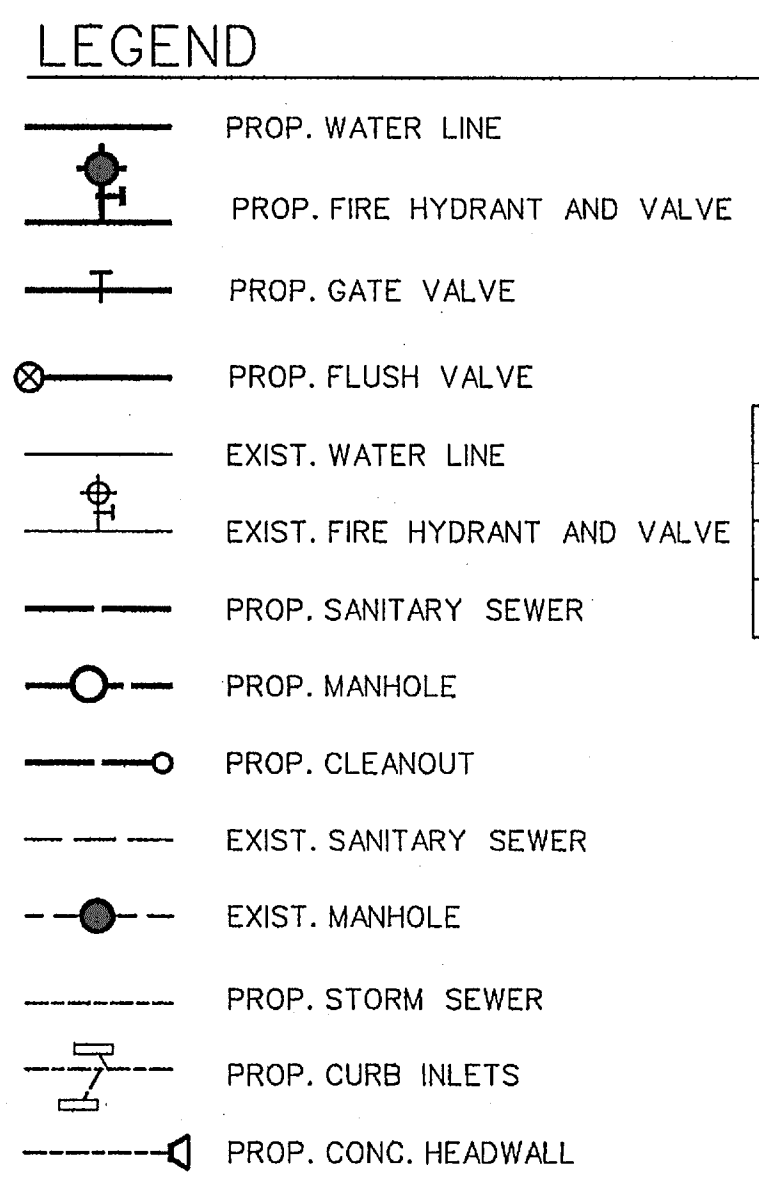 LEGEND
PROP. WATER LINE
PROP. FIRE HYDRANT AND VALVE
PROP. GATE VALVE
PROP. FLUSH VALVE
EXIST. WATER LINE
EXIST. FIRE HYDRANT AND VALVE
PROP. SANITARY SEWER
PROP. MANHOLE
PROP. CLEANOUT
EXIST. SANITARY SEWER
EXIST. MANHOLE
PROP. STORM SEWER
PROP. CURB INLETS
PROP. CONC. HEADWALL